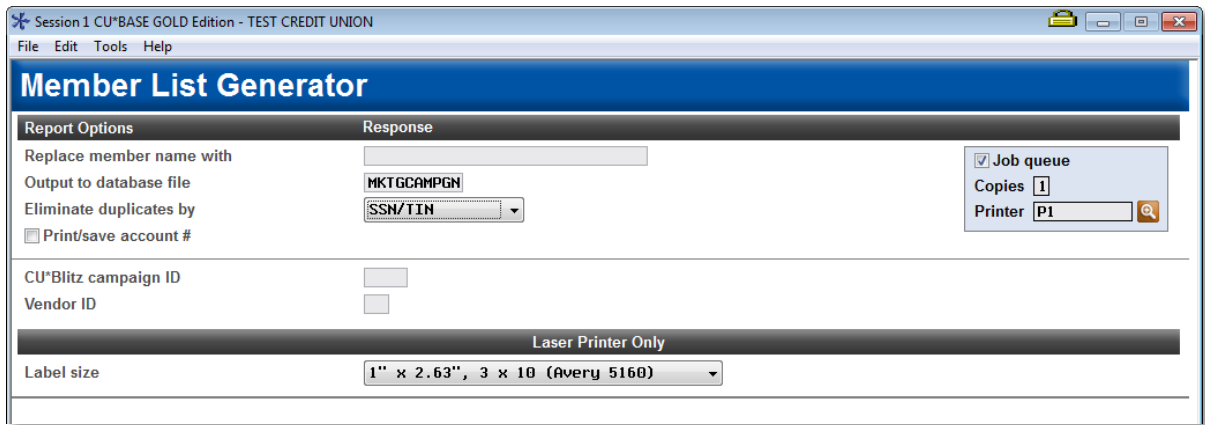 Session 1 CU*BASE GOLD Edition - TEST CREDIT UNION
File Edit Tools Help
Member List Generator
Report Options Response
Replace member name with
Job queue
Output to database file MKTGCAMPGN
Copies 1
Eliminate duplicates by SSN/TIN
Printer P1
Print/save account #
CU*Blitz campaign ID
Vendor ID
Laser Printer Only
Label size 1" x 2.63", 3 x 10 (Avery 5160)